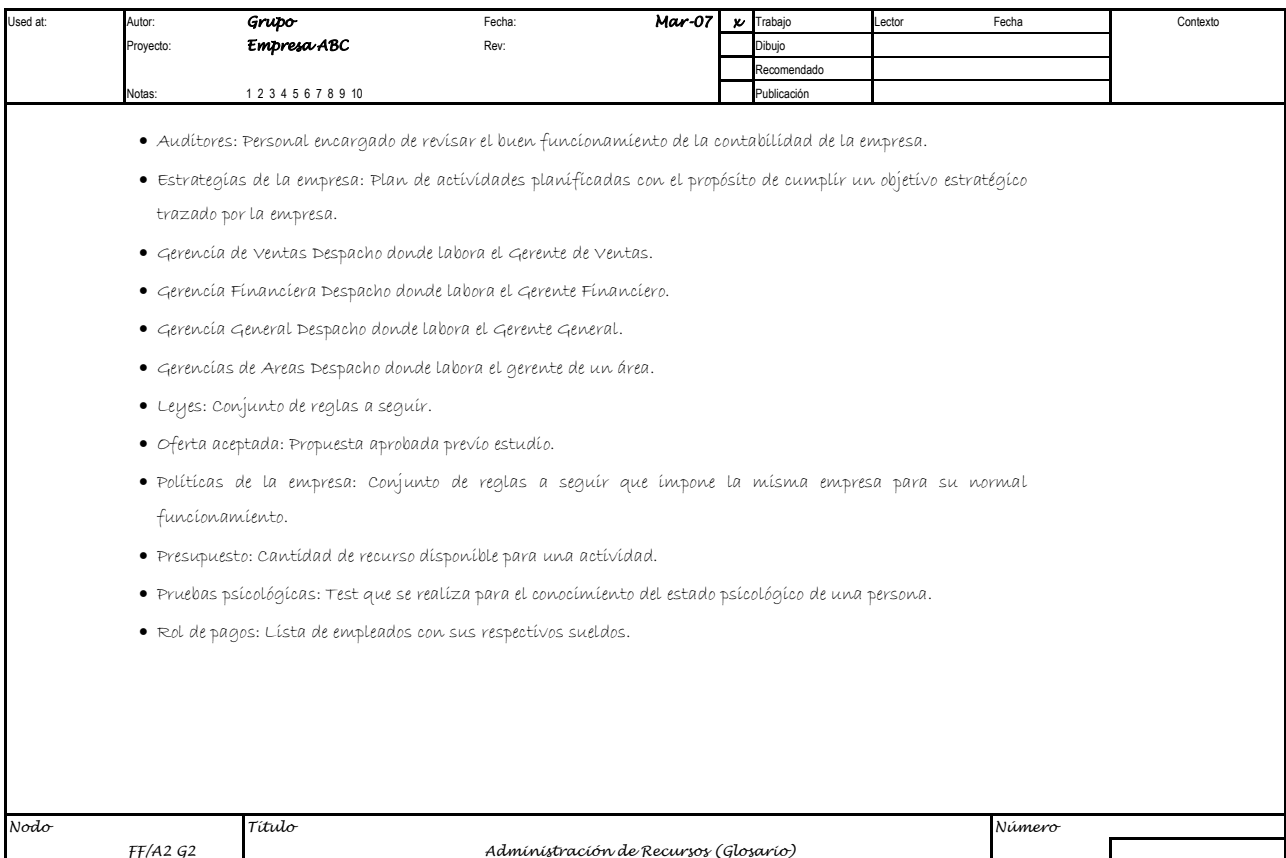 Used at: Autor: Grupo Fecha: Mar-07 x Trabajo Lector Fecha Contexto
Proyecto: Empresa ABC Rev: Dibujo
Recomendado
Notas: 1 2 3 4 5 6 7 8 9 10 Publicación
• Auditores: Personal encargado de revisar el buen funcionamiento de la contabilidad de la empresa.
• Estrategias de la empresa: Plan de actividades planificadas con el propósito de cumplir un objetivo estratégico
trazado por la empresa.
• Gerencia de Ventas Despacho donde labora el Gerente de Ventas.
• Gerencia Financiera Despacho donde labora el Gerente Financiero.
• Gerencia General Despacho donde labora el Gerente General.
• Gerencias de Areas Despacho donde labora el gerente de un área.
• Leyes: Conjunto de reglas a seguir.
• Oferta aceptada: Propuesta aprobada previo estudio.
• Políticas de la empresa: Conjunto de reglas a seguir que impone la misma empresa para su normal
funcionamiento.
• Presupuesto: Cantidad de recurso disponible para una actividad.
• Pruebas psicológicas: Test que se realiza para el conocimiento del estado psicológico de una persona.
• Rol de pagos: Lista de empleados con sus respectivos sueldos.
Nodo Título Número
FF/A2 G2 Administración de Recursos (Glosario)